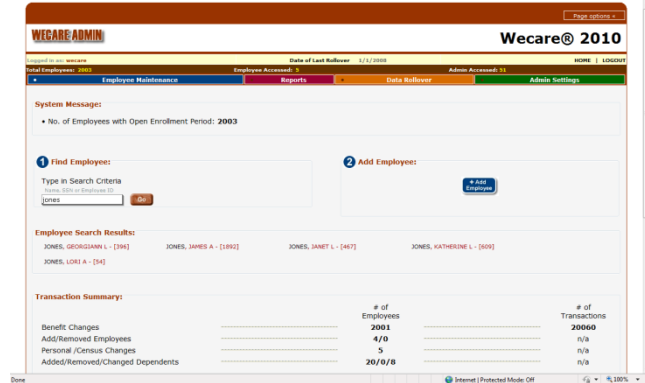 Page options «
WECARE ADMIN
Wecare® 2010
Logged in as: wecare Date of Last Rollover 1/1/2008 HOME | LOGOUT
Total Employees: 2003 Employee Accessed: 5 Admin Accessed: 51
• Employee Maintenance Reports • Data Rollover Admin Settings
System Message:
• No. of Employees with Open Enrollment Period: 2003
1 Find Employee: 2 Add Employee:
Type in Search Criteria
Name, SSN or Employee ID
+ Add
Employee
jones Go!
Employee Search Results:
JONES, GEORGIANN L - [396] JONES, JAMES A - [1892] JONES, JANET L - [467] JONES, KATHERINE L - [609]
JONES, LORI A - [54]
Transaction Summary:
# of
Employees
# of
Transactions
Benefit Changes 2001 20060
Add/Removed Employees 4/0 n/a
Personal /Census Changes 5 n/a
Added/Removed/Changed Dependents 20/0/8 n/a
Done Internet | Protected Mode: Off 100%